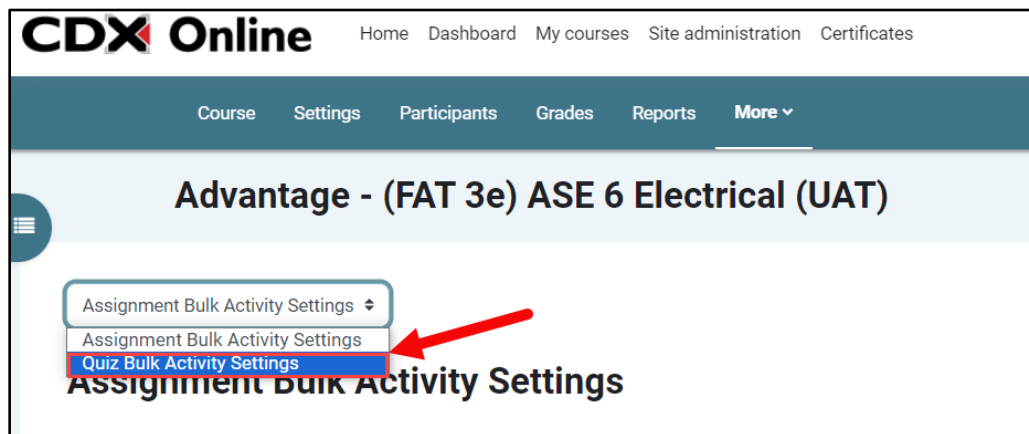 CDX Online Home Dashboard My courses Site administration Certificates
Course Settings Participants Grades Reports More
Advantage - (FAT 3e) ASE 6 Electrical (UAT)
Assignment Bulk Activity Settings
Assignment Bulk Activity Settings
Quiz Bulk Activity Settings
Assignment Bulk Activity Settings